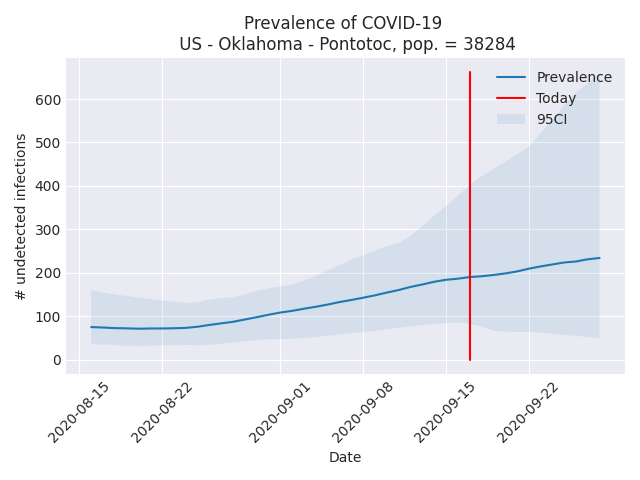 Prevalence of COVID-19
US - Oklahoma - Pontotoc, pop. = 38284
Prevalence
Today
95CI
# undetected infections
600
500
400
300
200
100
0
2020-08-15
2020-08-22
2020-09-01
2020-09-08
2020-09-15
2020-09-22
Date